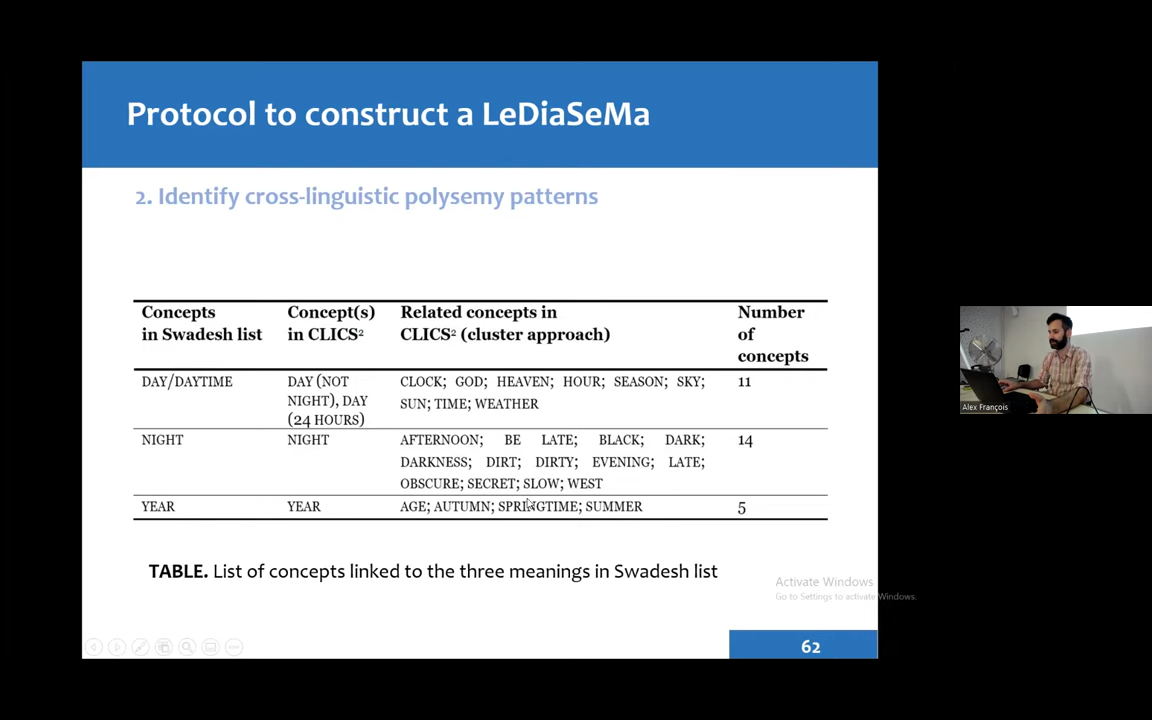 Protocol to construct a LeDiaSeMa
2. Identify cross-linguistic polysemy patterns
Concepts in Swadesh list
Concept(s) in CLICS²
Related concepts in CLICS² (cluster approach)
Number of concepts
DAY/DAYTIME
DAY (NOT NIGHT), DAY (24 HOURS)
CLOCK; GOD; HEAVEN; HOUR; SEASON; SKY;
SUN; TIME; WEATHER
11
NIGHT
NIGHT
AFTERNOON; BE LATE; BLACK; DARK;
DARKNESS; DIRT; DIRTY; EVENING; LATE;
OBSCURE; SECRET; SLOW; WEST
14
YEAR
YEAR
AGE; AUTUMN; SPRINGTIME; SUMMER
5
TABLE. List of concepts linked to the three meanings in Swadesh list
Activate Windows
Go to Settings to activate Windows.
62
Alex François